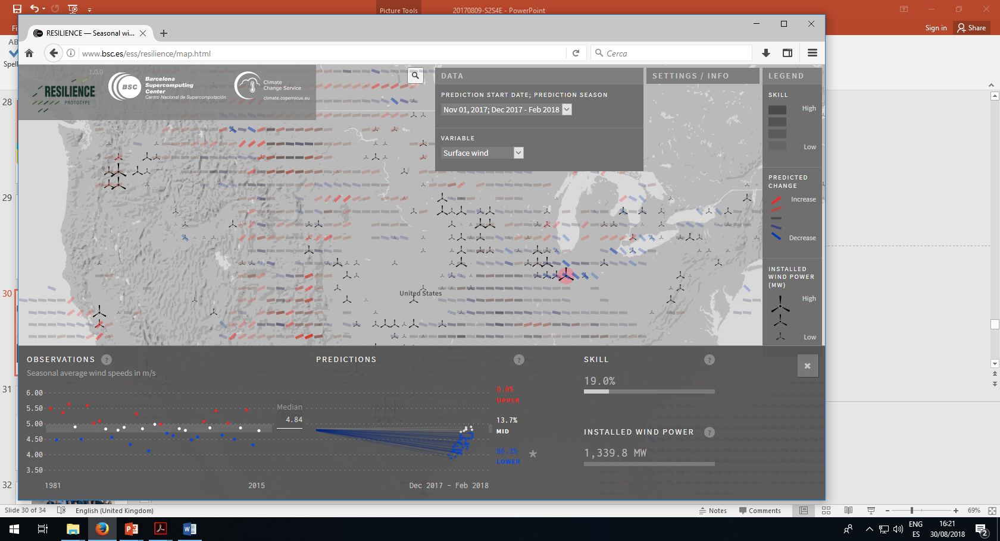 Picture Tools
20170809-S2S4E - PowerPoint
Sign in
Share
RESILIENCE — Seasonal wi...
www.bsc.es/ess/resilience/map.html
Cerca
Spell
1.0.0
RESILIENCE
PROTOTYPE
BSC
Barcelona
Supercomputing
Center
Centro Nacional de Supercomputación
Climate
Change Service
climate.copernicus.eu
DATA
PREDICTION START DATE; PREDICTION SEASON
Nov 01, 2017; Dec 2017 - Feb 2018
VARIABLE
Surface wind
SETTINGS / INFO
LEGEND
SKILL
High
Low
PREDICTED
CHANGE
Increase
Decrease
INSTALLED
WIND POWER
(MW)
High
Low
United States
28
29
30
31
32
OBSERVATIONS ?
Seasonal average wind speeds in m/s
6.00
5.50
5.00
4.50
4.00
3.50
1981
2015
Median
4.84
PREDICTIONS ?
0.0%
UPPER
13.7%
MID
86.3%
LOWER
*
Dec 2017 - Feb 2018
SKILL ?
19.0%
INSTALLED WIND POWER ?
1,339.8 MW
Slide 30 of 34
English (United Kingdom)
Notes
Comments
69%
ENG
ES
16:21
30/08/2018
2